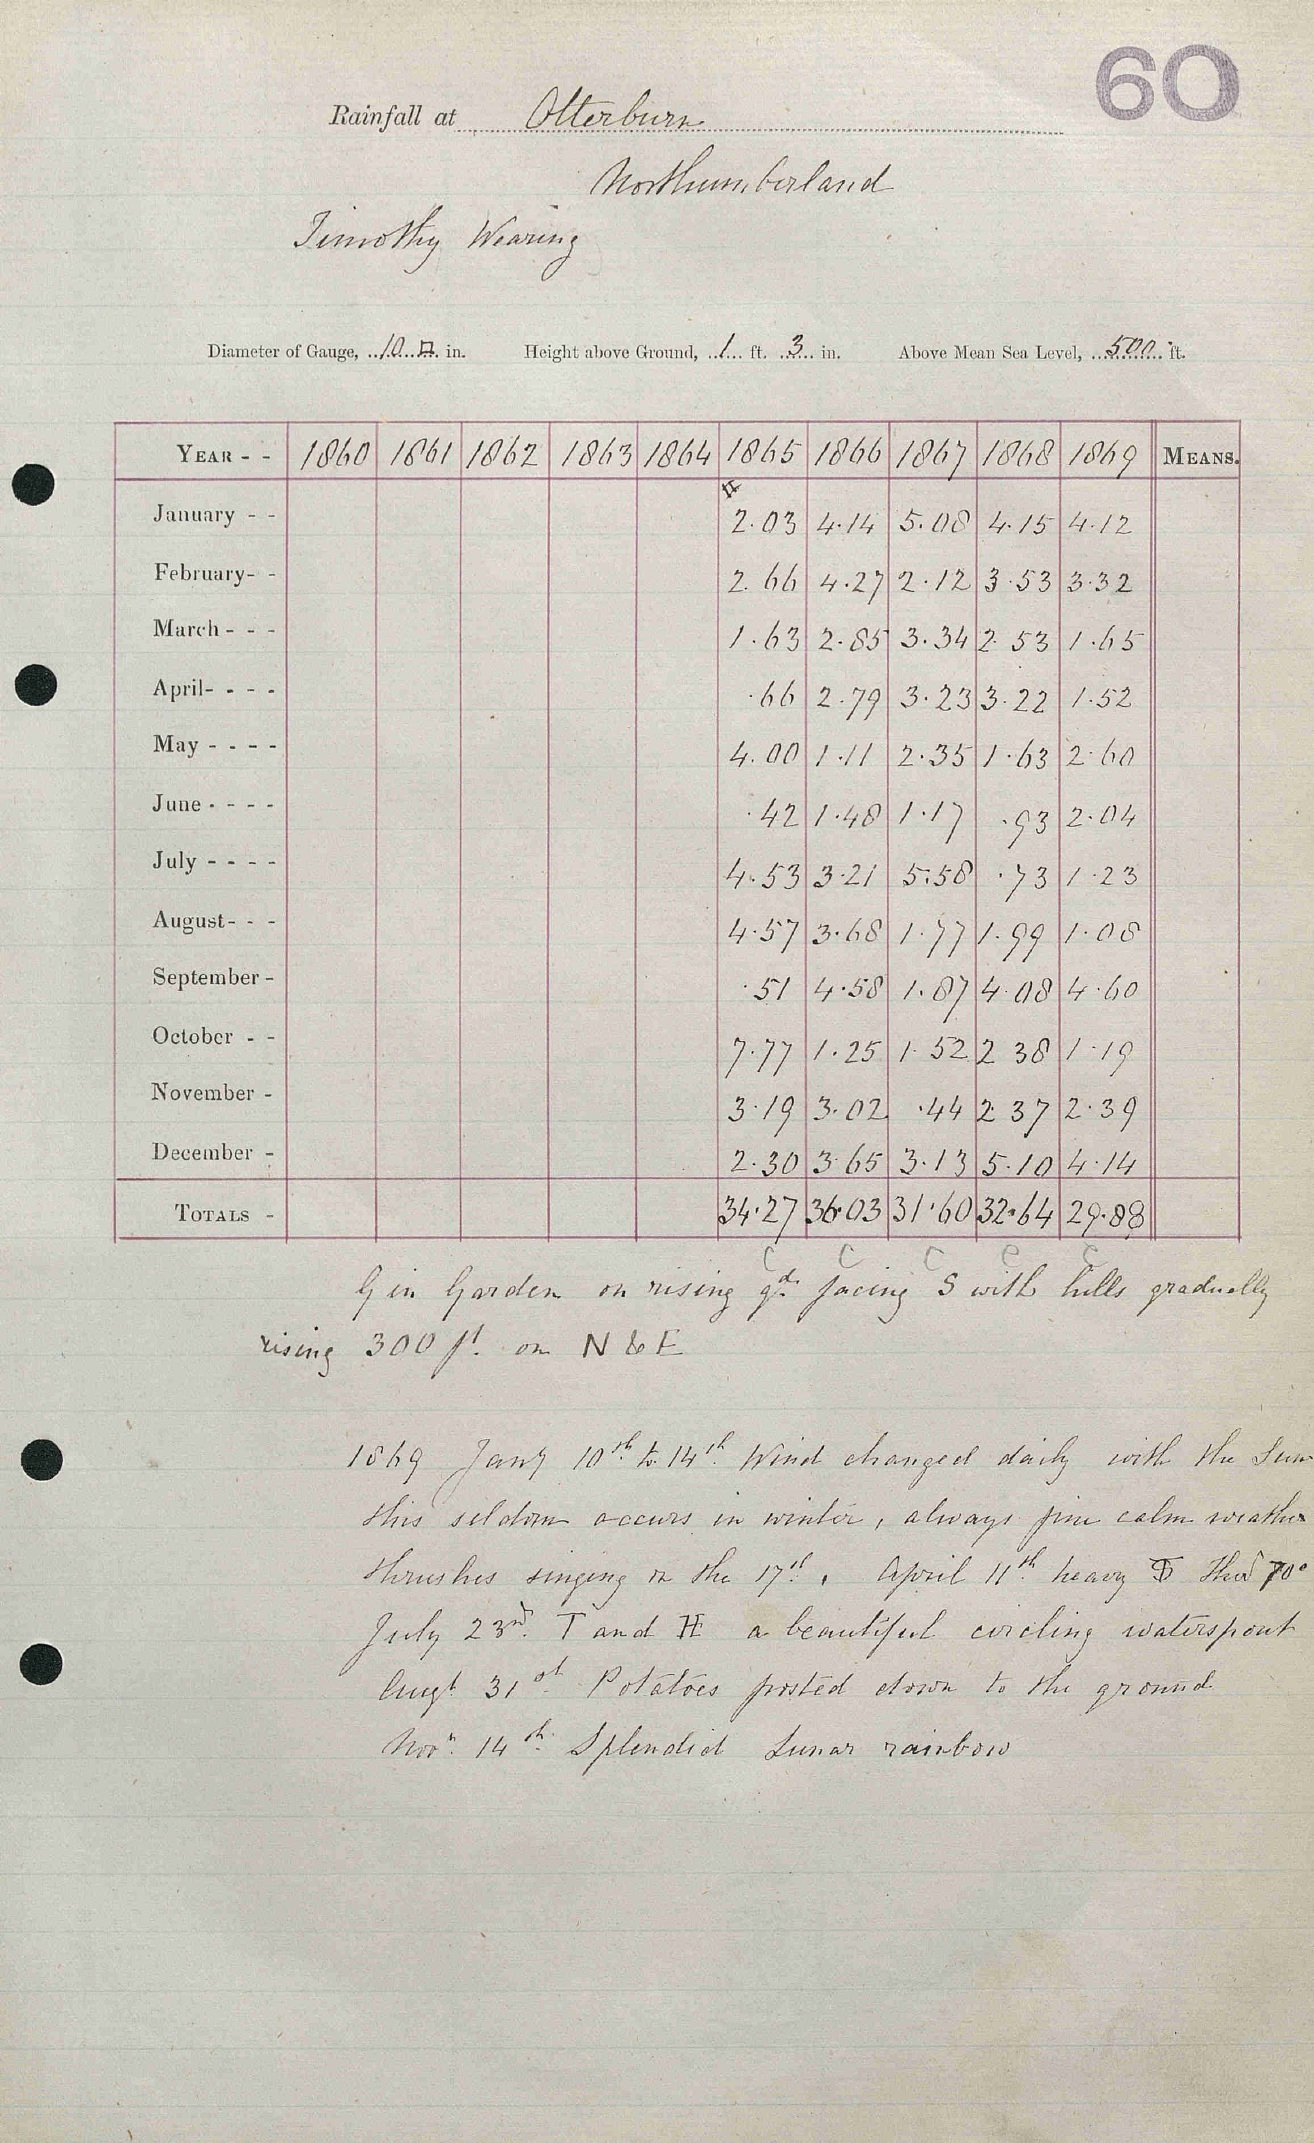 60
Rainfall at Otterburn
Northumberland
Timothy Wearing
Diameter of Gauge, 10 □ in. Height above Ground, 1 ft. 3 in. Above Mean Sea Level, 500 ft.
YEAR - - 1860 1861 1862 1863 1864 1865 1866 1867 1868 1869 MEANS.
January - - 2.03 4.14 5.08 4.15 4.12
February- - 2.66 4.27 2.12 3.53 3.32
March - - - 1.63 2.85 3.34 2.53 1.65
April- - - - .66 2.79 3.23 3.22 1.52
May - - - - 4.00 1.11 2.35 1.63 2.60
June - - - - .42 1.48 1.17 .93 2.04
July - - - - 4.53 3.21 5.58 .73 1.23
August- - - 4.57 3.68 1.77 1.99 1.08
September - .51 4.58 1.87 4.08 4.60
October - - 7.77 1.25 1.52 2 38 1.19
November - 3.19 3.02 .44 2.37 2.39
December - 2.30 3.65 3.13 5.10 4.14
TOTALS - 34.27 36.03 31.60 32.64 29.88
C C C C C
G in Garden on rising gd. facing S with hills gradually
rising 300 ft. on N & E
1869 Jany 10th to 14th Wind changed daily with the Sun
this seldom occurs in winter, always fine calm weather
thrushes singing on the 17th. April 11th heavy Ther 70°
July 23rd T and H a beautiful circling waterspout
Augt 31st Potatoes frosted down to the ground
Novr. 14th Splendid Lunar rainbow